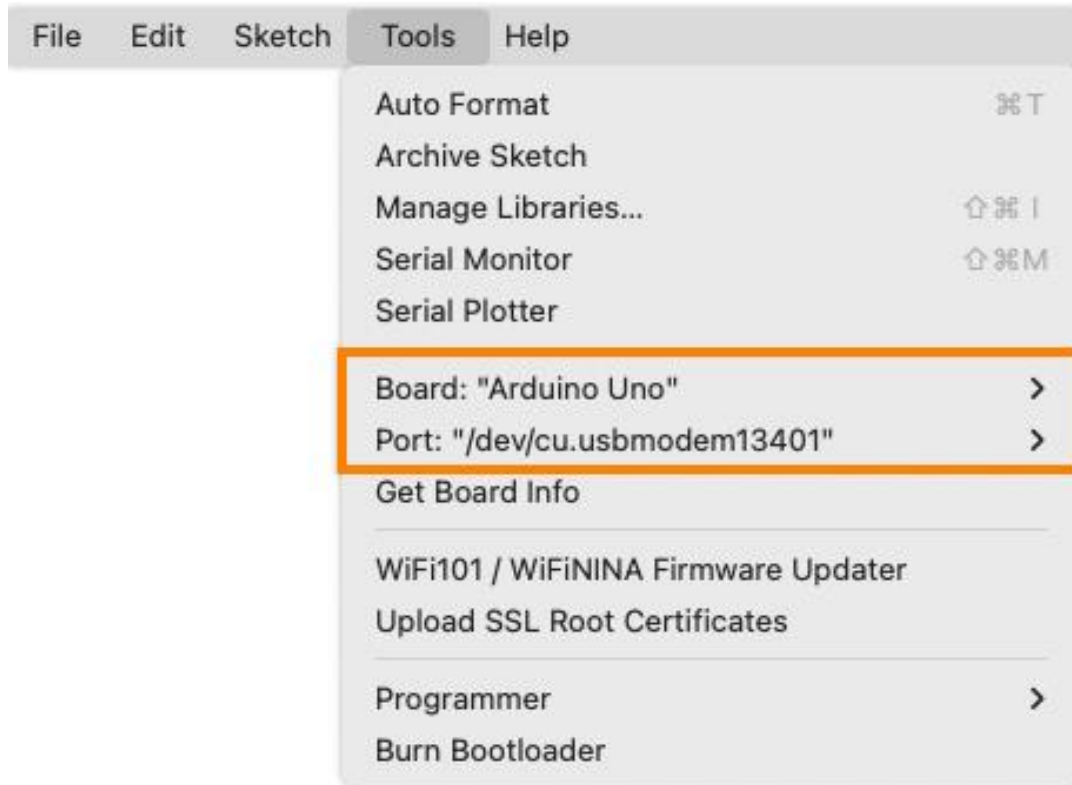 File Edit Sketch Tools Help
Auto Format ⌘T
Archive Sketch
Manage Libraries... ⇧⌘I
Serial Monitor ⇧⌘M
Serial Plotter
Board: "Arduino Uno"
Port: "/dev/cu.usbmodem13401"
Get Board Info
WiFi101 / WiFiNINA Firmware Updater
Upload SSL Root Certificates
Programmer
Burn Bootloader